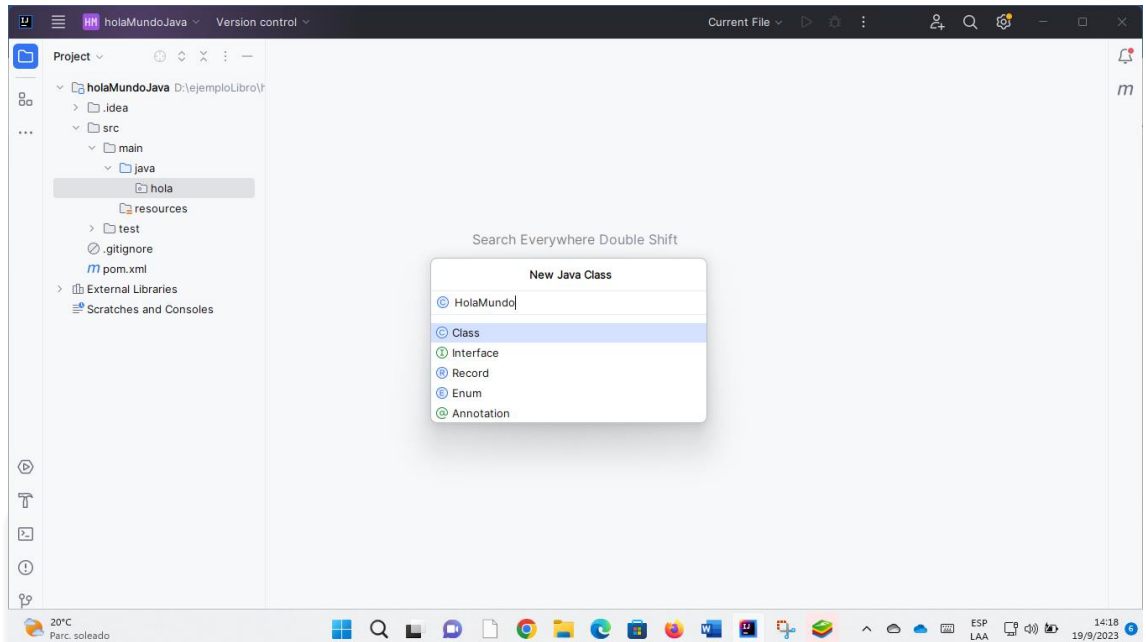 HM holaMundoJava Version control Current File
Project
holaMundoJava D:\ejemploLibro\h
.idea
src
main
java
hola
resources
test
.gitignore
m pom.xml
External Libraries
Scratches and Consoles
m
Search Everywhere Double Shift
New Java Class
C HolaMundo
C Class
I Interface
R Record
E Enum
@ Annotation
20°C
Parc. soleado
ESP
LAA
14:18
19/9/2023
6